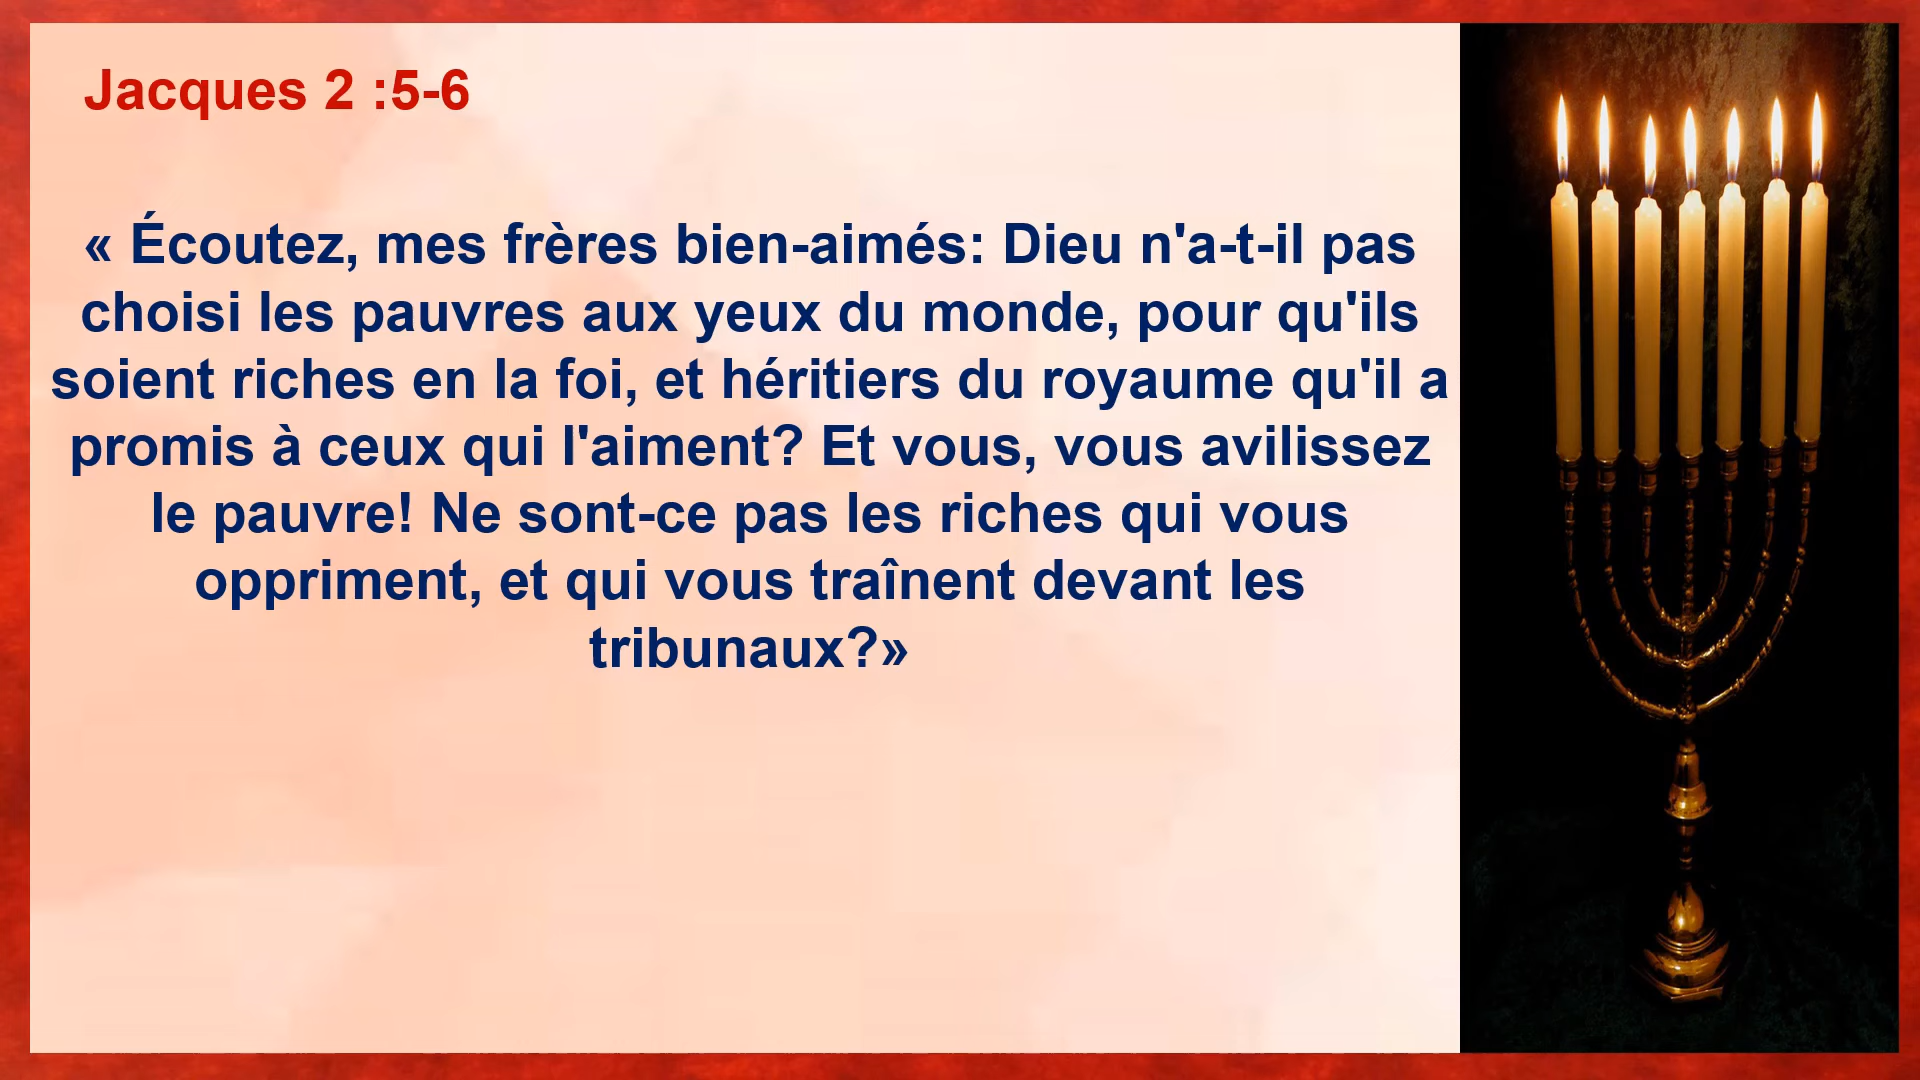 Jacques 2 :5-6
« Écoutez, mes frères bien-aimés: Dieu n'a-t-il pas
choisi les pauvres aux yeux du monde, pour qu'ils
soient riches en la foi, et héritiers du royaume qu'il a
promis à ceux qui l'aiment? Et vous, vous avilissez
le pauvre! Ne sont-ce pas les riches qui vous
oppriment, et qui vous traînent devant les
tribunaux?»